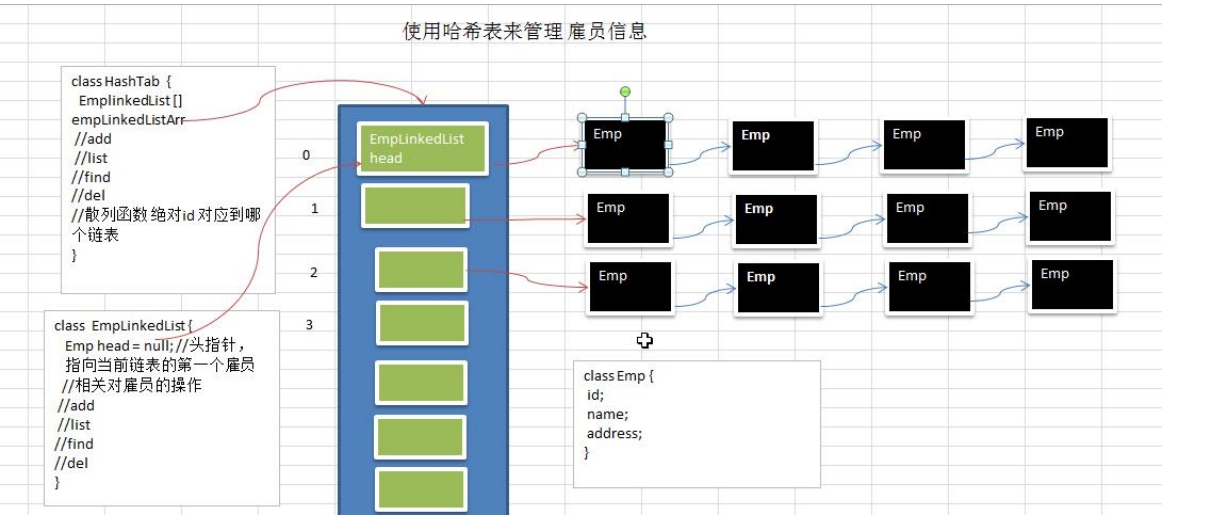 使用哈希表来管理 雇员信息
class HashTab {
EmplinkedList []
empLinkedListArr
//add
//list
//find
//del
//散列函数 绝对id 对应到哪
个链表
}
class EmpLinkedList {
Emp head = null; //头指针，
指向当前链表的第一个雇员
//相关对雇员的操作
//add
//list
//find
//del
}
0
1
2
3
EmpLinkedList
head
Emp
Emp
Emp
Emp
Emp
Emp
Emp
Emp
Emp
Emp
Emp
Emp
class Emp {
id;
name;
address;
}